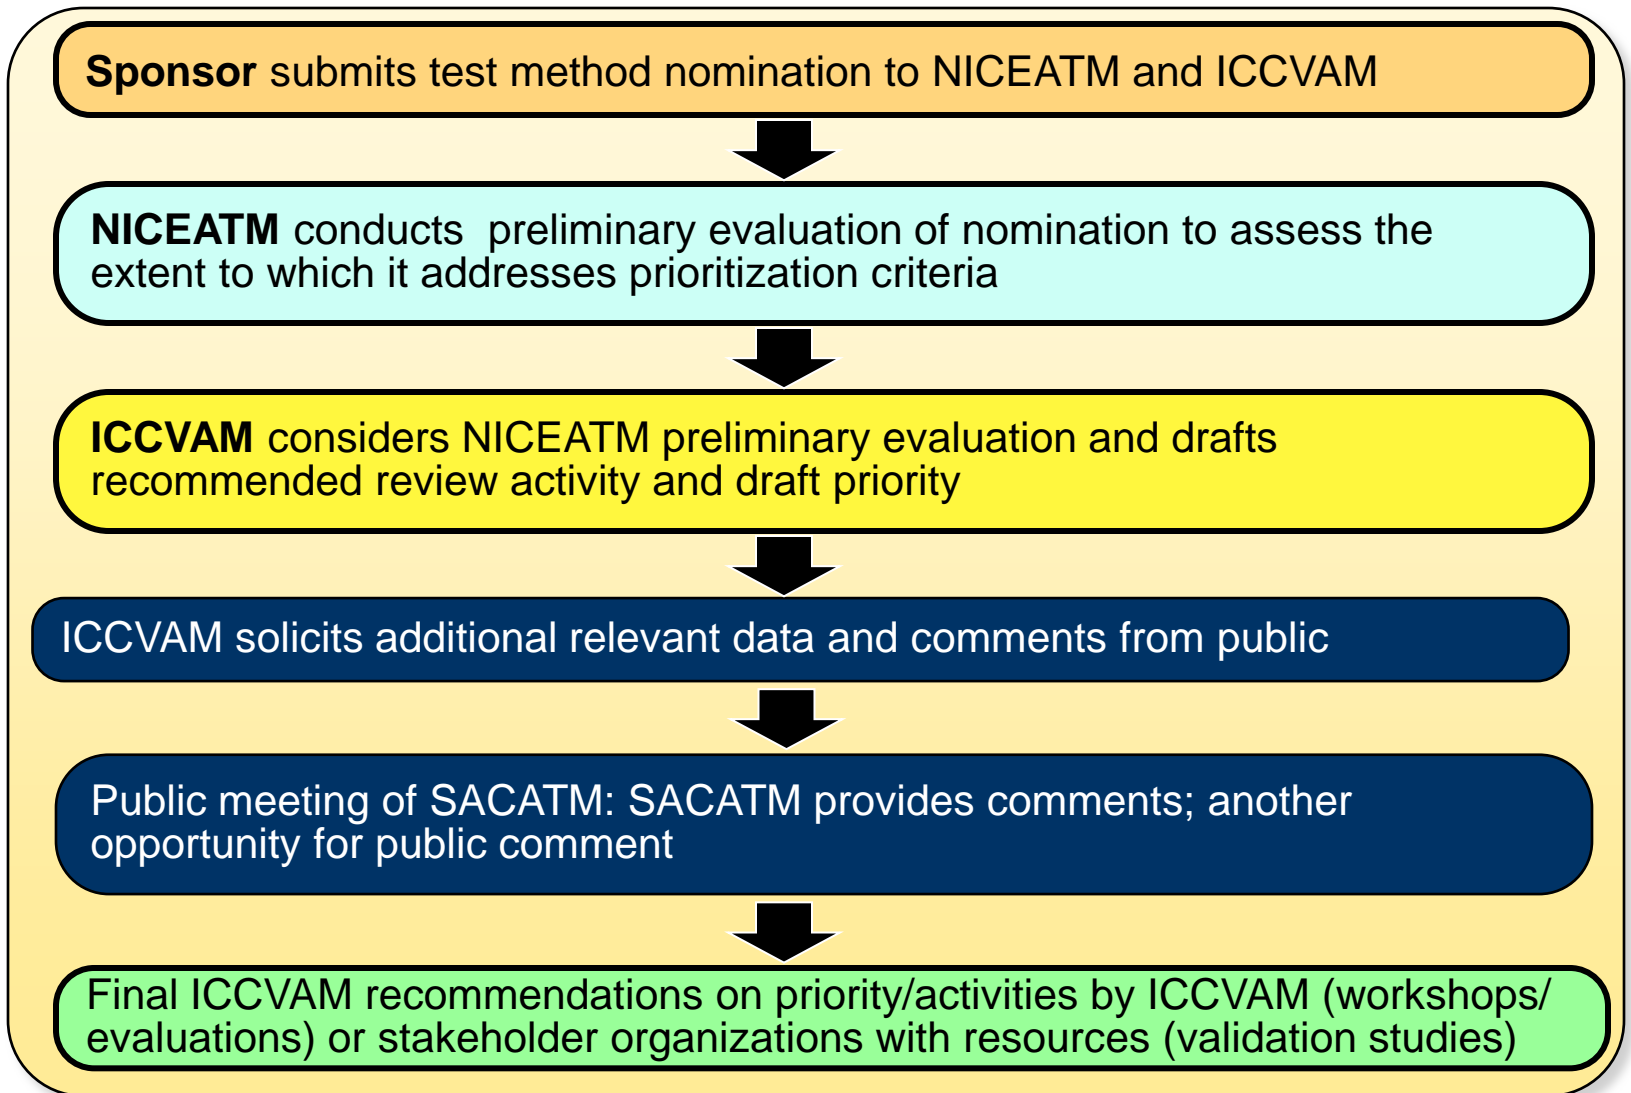 Sponsor submits test method nomination to NICEATM and ICCVAM
NICEATM conducts  preliminary evaluation of nomination to assess the
extent to which it addresses prioritization criteria
ICCVAM considers NICEATM preliminary evaluation and drafts
recommended review activity and draft priority
ICCVAM solicits additional relevant data and comments from public
Public meeting of SACATM: SACATM provides comments; another
opportunity for public comment
Final ICCVAM recommendations on priority/activities by ICCVAM (workshops/
evaluations) or stakeholder organizations with resources (validation studies)